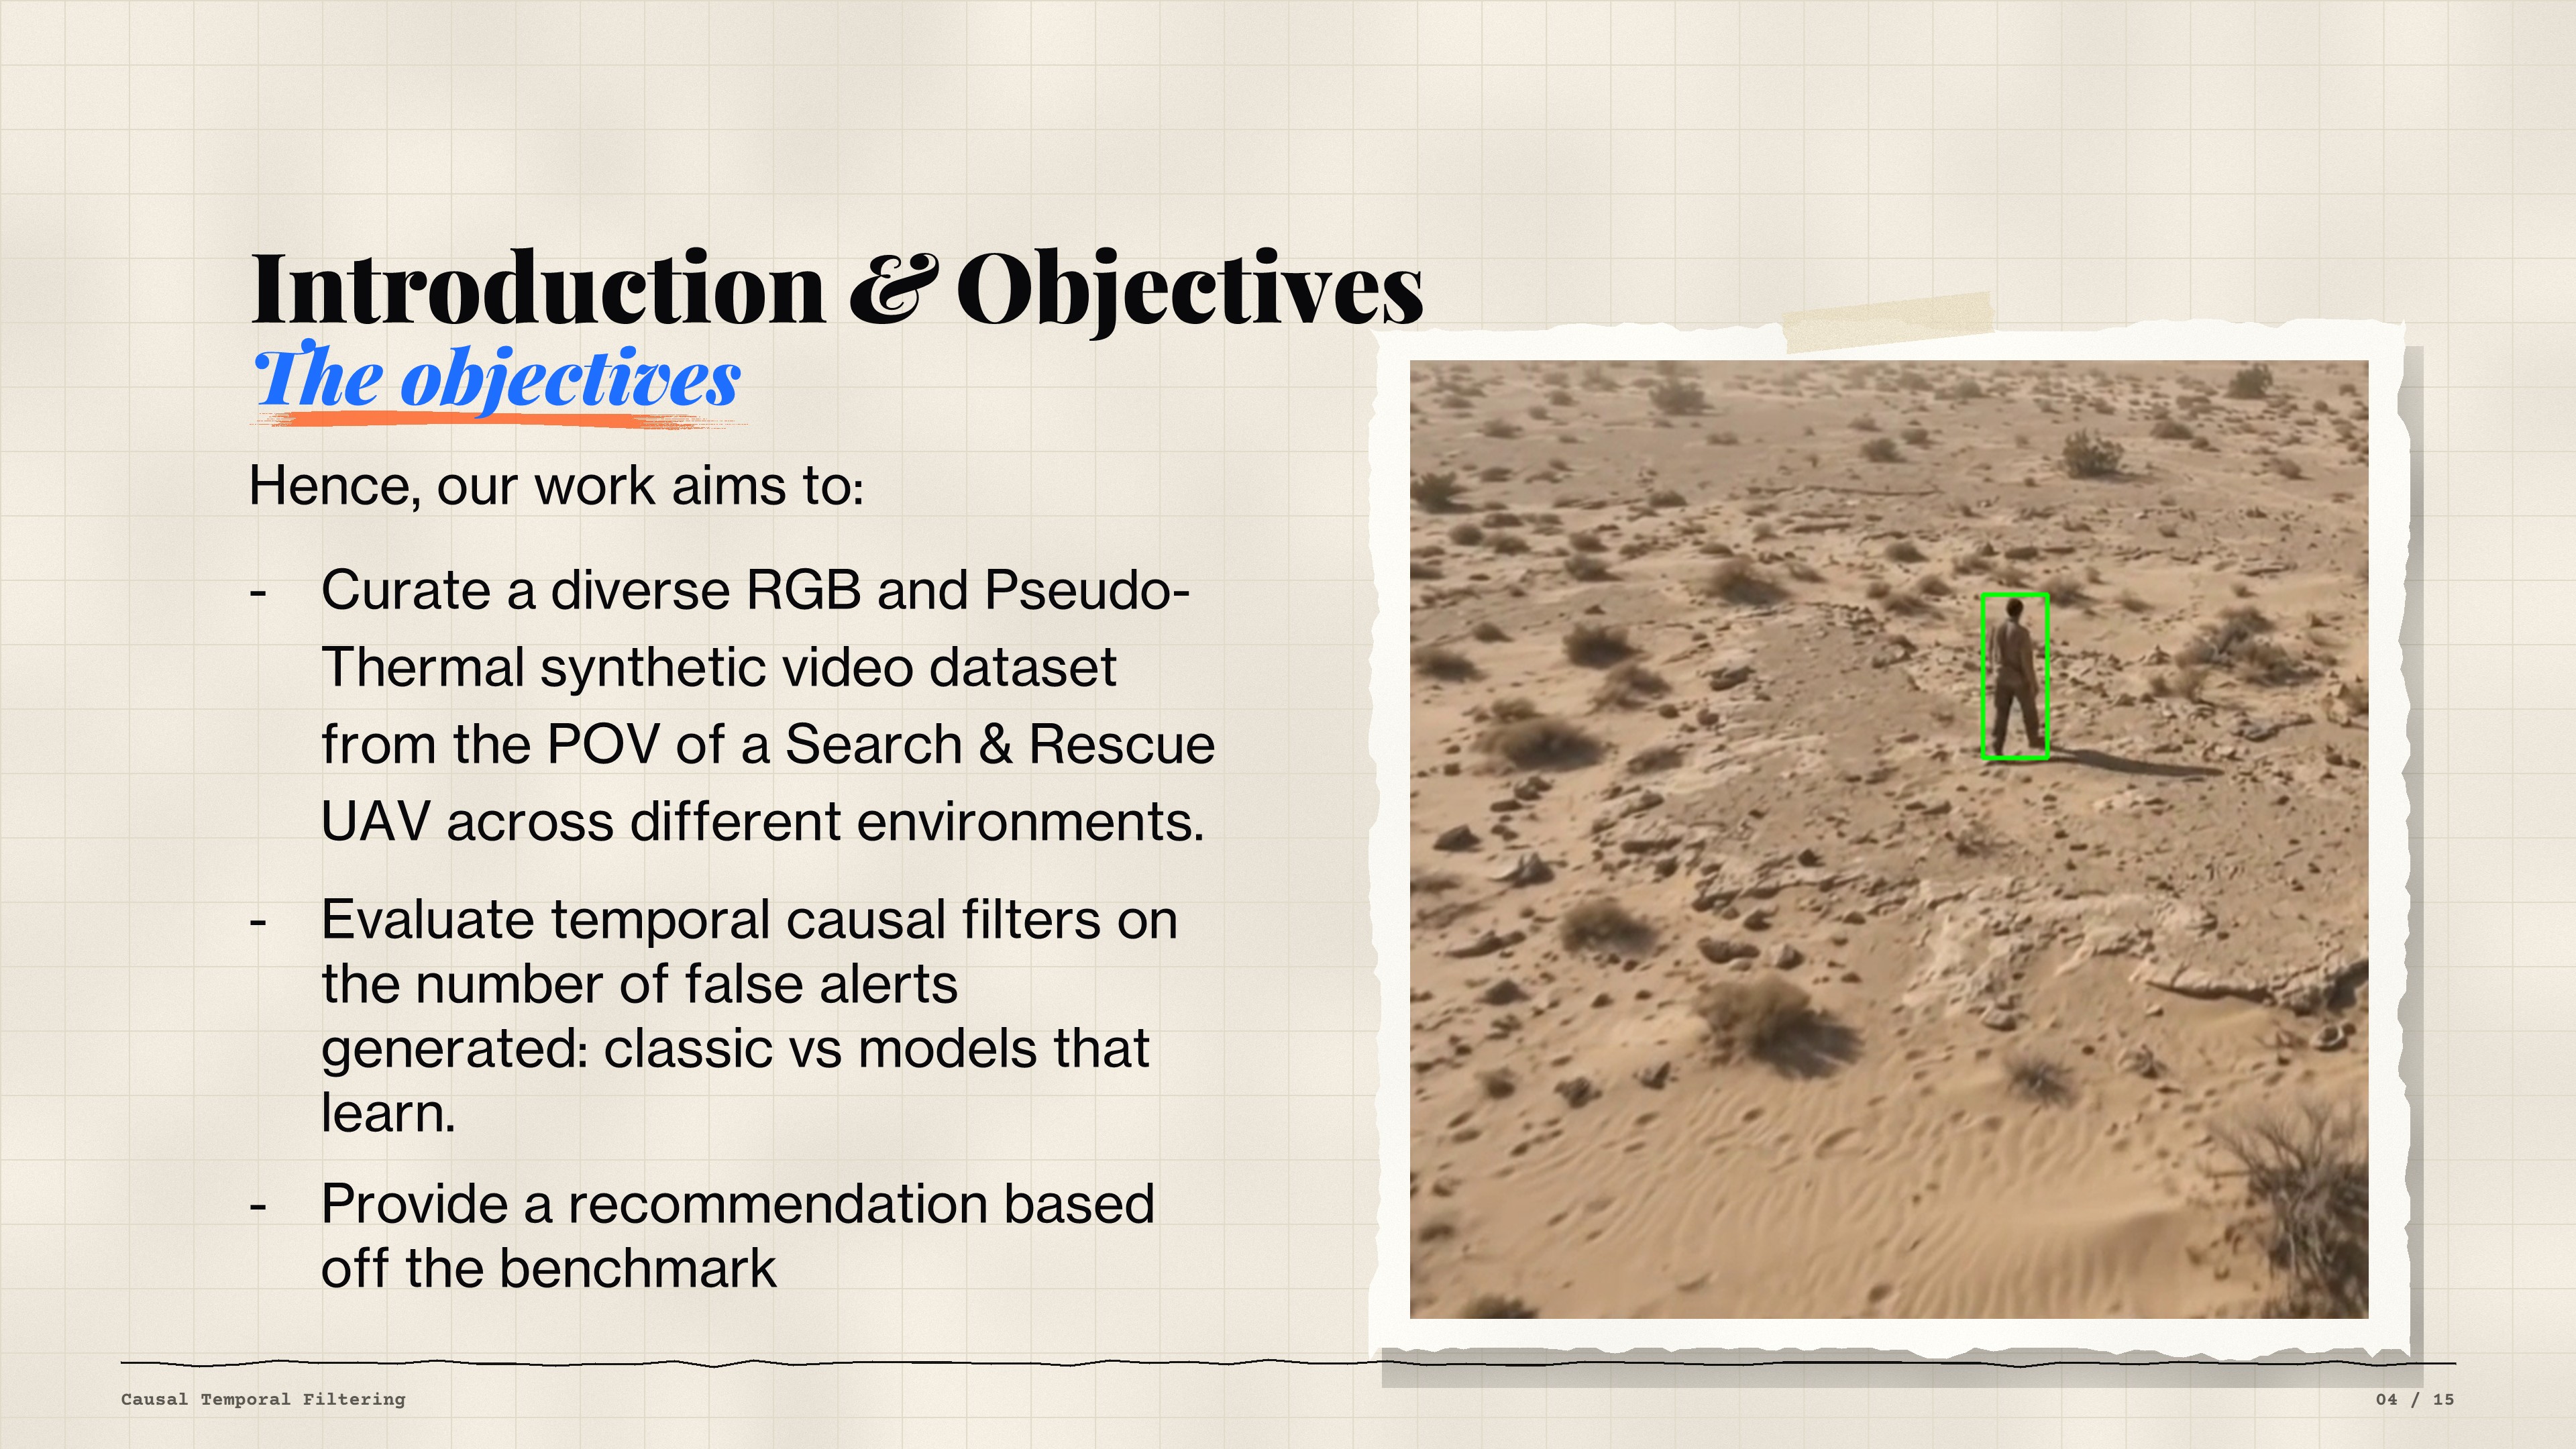 Introduction & Objectives
The objectives
Hence, our work aims to:
- Curate a diverse RGB and Pseudo-
Thermal synthetic video dataset
from the POV of a Search & Rescue
UAV across different environments.
- Evaluate temporal causal filters on
the number of false alerts
generated: classic vs models that
learn.
- Provide a recommendation based
off the benchmark
Causal Temporal Filtering
04 / 15